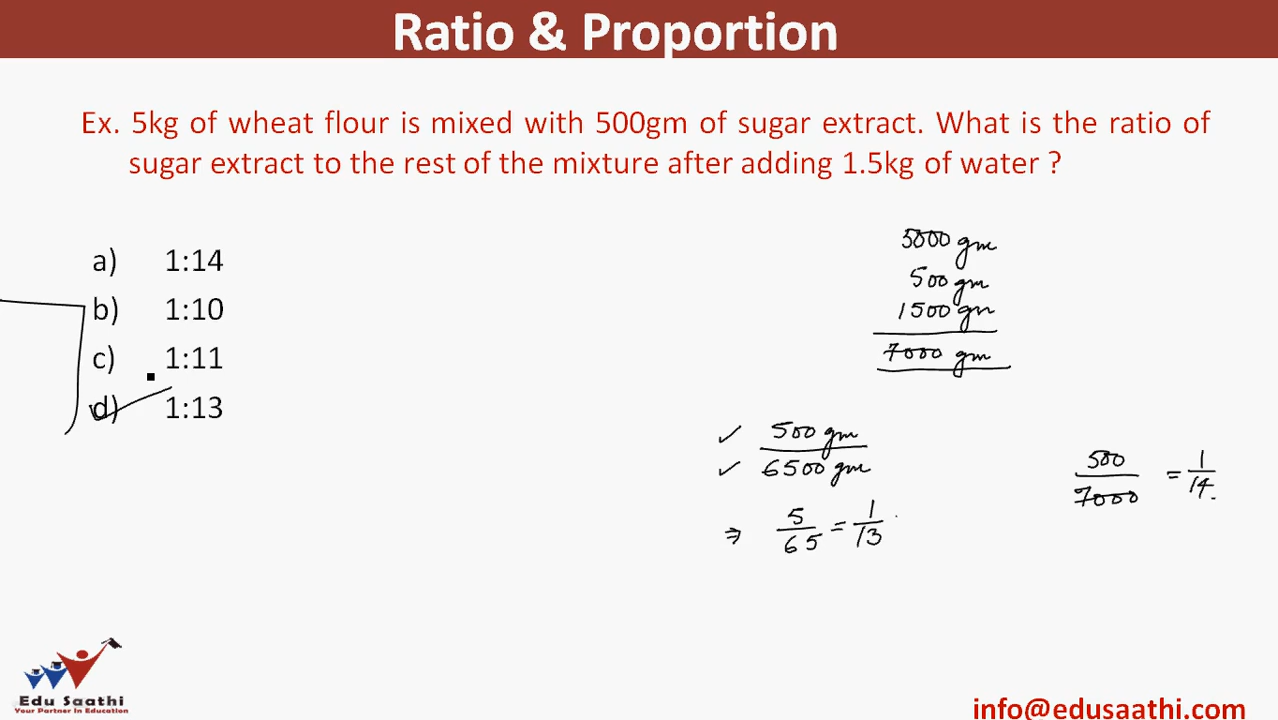 Ratio & Proportion
Ex. 5kg of wheat flour is mixed with 500gm of sugar extract. What is the ratio of
sugar extract to the rest of the mixture after adding 1.5kg of water ?
a) 1:14
b) 1:10
c) 1:11
d) 1:13
5000 gm
500 gm
1500 gm
7000 gm
✓ 500 gm
✓ 6500 gm
⇒ 5/65 = 1/13
500/7000 = 1/14
Edu Saathi
Your Partner In Education
info@edusaathi.com